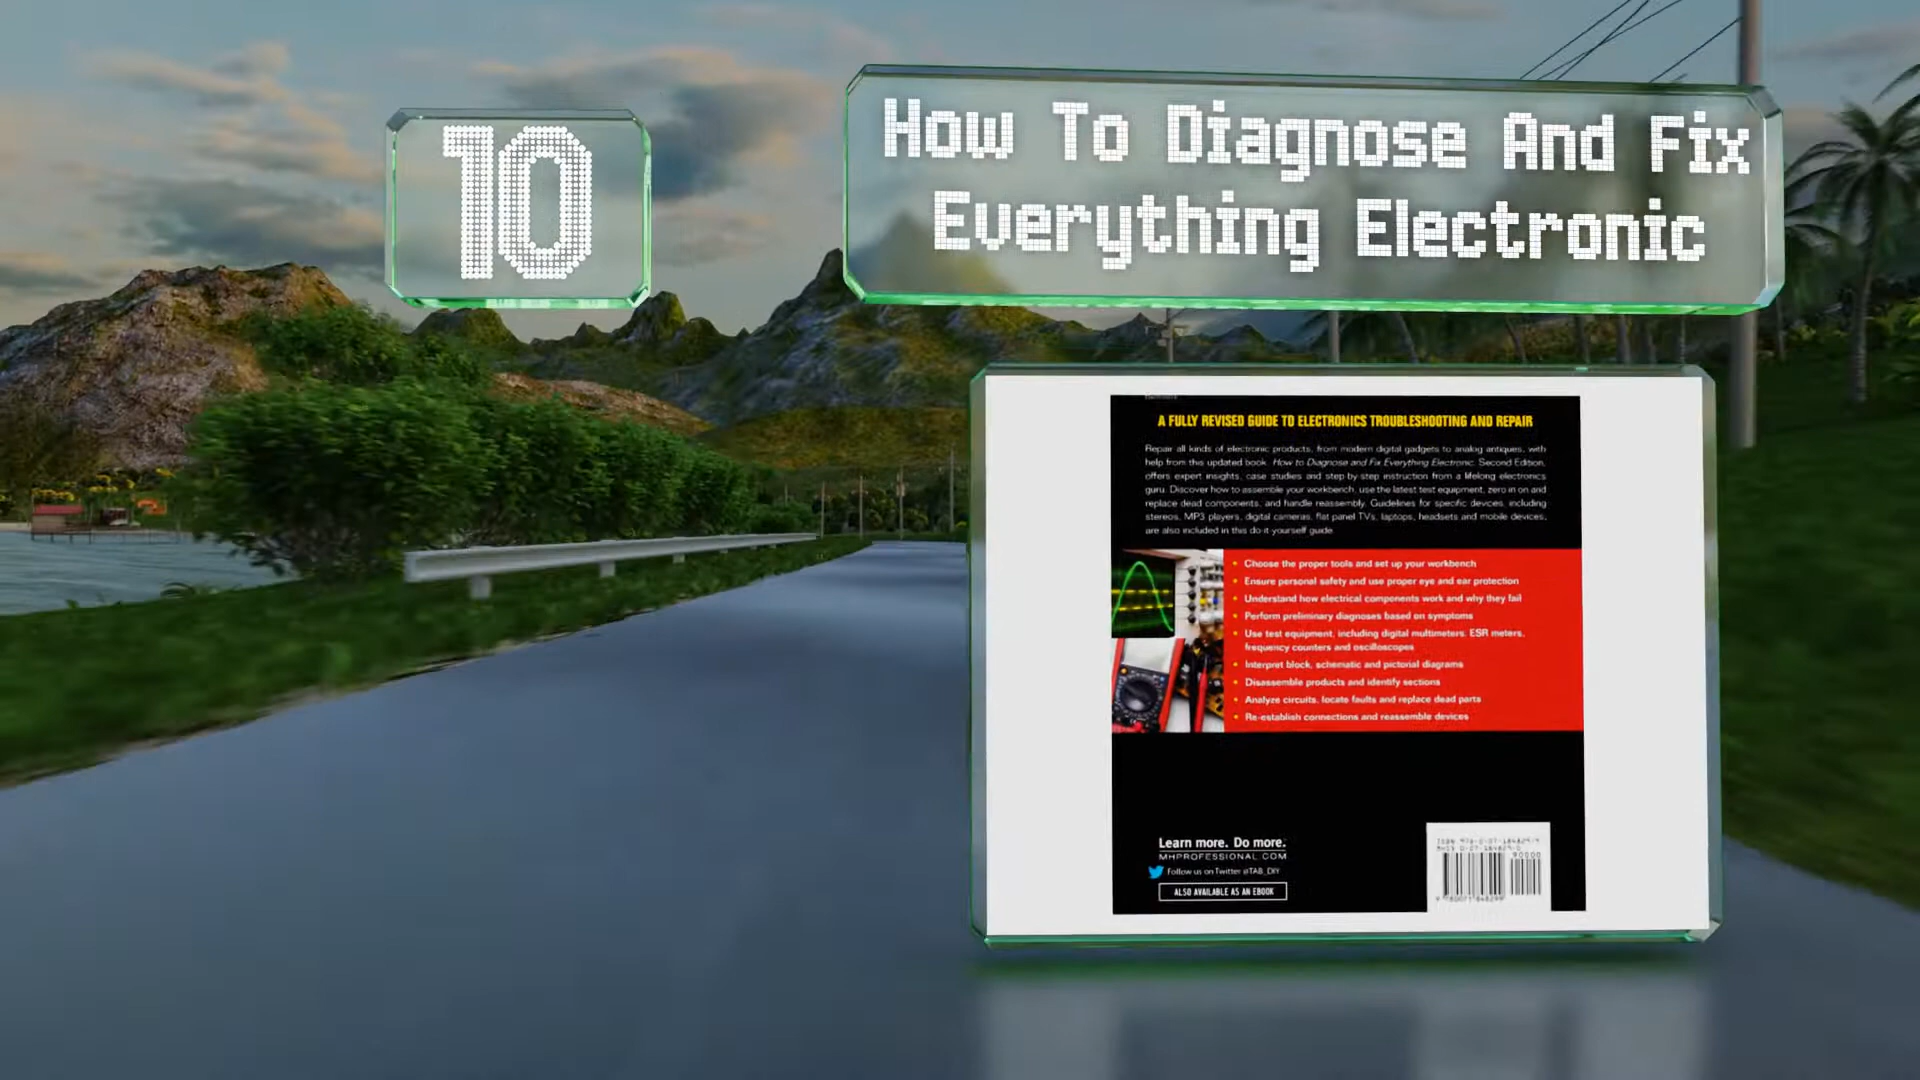 10
How To Diagnose And Fix
Everything Electronic
A FULLY REVISED GUIDE TO ELECTRONICS TROUBLESHOOTING AND REPAIR
Repair all kinds of electronic products, from modern digital gadgets to analog antiques, with
help from this updated book. How to Diagnose and Fix Everything Electronic, Second Edition,
offers expert insights, case studies and step-by-step instruction from a lifelong electronics
guru. Discover how to assemble your workbench, use the latest test equipment, zero in on and
replace dead components, and handle reassembly. Guidelines for specific devices, including
stereos, MP3 players, digital cameras, flat panel TVs, laptops, headsets and mobile devices,
are also included in this do-it-yourself guide.
• Choose the proper tools and set up your workbench
• Ensure personal safety and use proper eye and ear protection
• Understand how electrical components work and why they fail
• Perform preliminary diagnoses based on symptoms
• Use test equipment, including digital multimeters, ESR meters,
frequency counters and oscilloscopes
• Interpret block, schematic and pictorial diagrams
• Disassemble products and identify sections
• Analyze circuits, locate faults and replace dead parts
• Re-establish connections and reassemble devices
Learn more. Do more.
MHPROFESSIONAL.COM
Follow us on Twitter @TAB_DIY
ALSO AVAILABLE AS AN EBOOK
90000